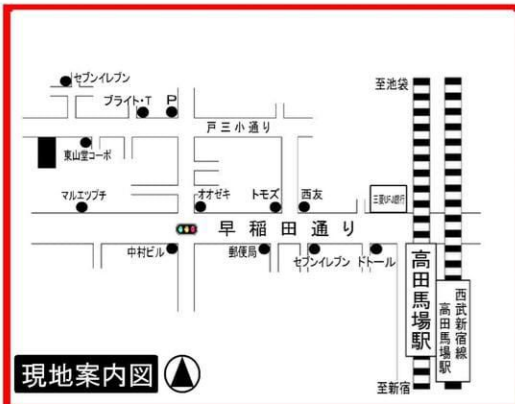 セブンイレブン
至池袋
ブライト・T
P
戸三小通り
東山堂コーポ
マルエツプチ
オオゼキ
トモズ
西友
三菱UFJ銀行
早稲田通り
中村ビル
郵便局
セブンイレブン
ドトール
高田馬場駅
西武新宿線
高田馬場駅
至新宿
現地案内図